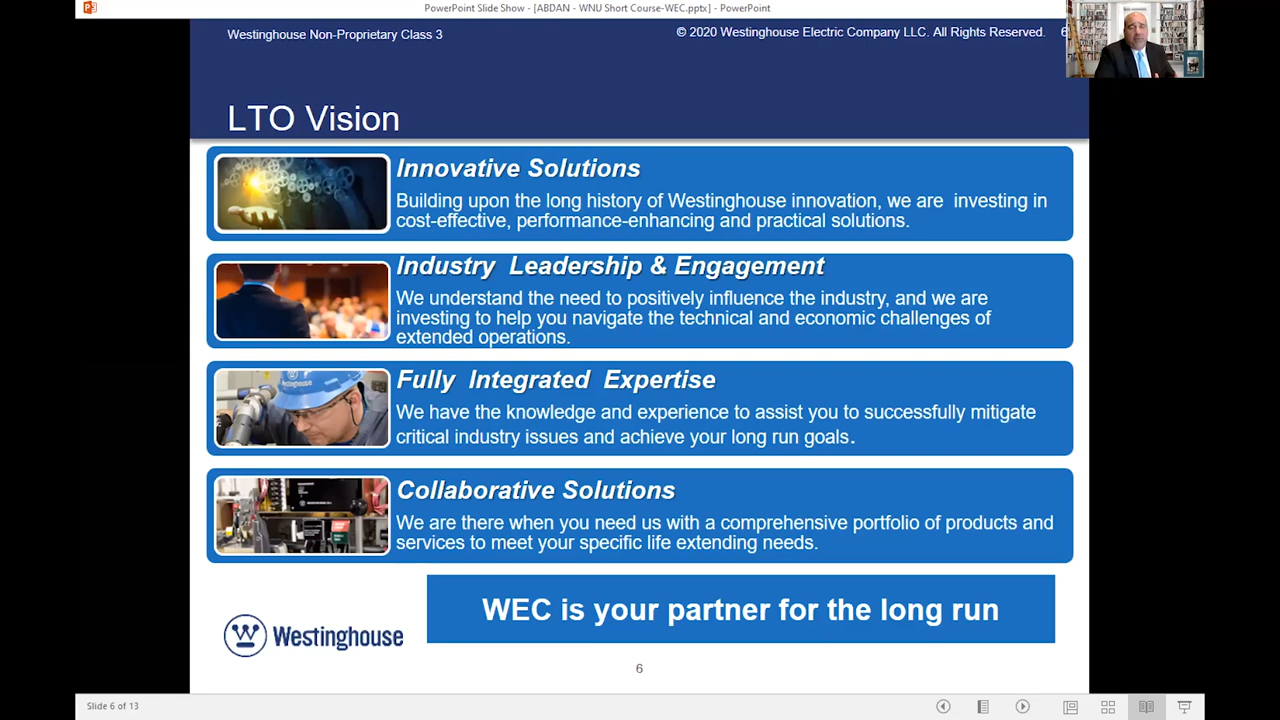 PowerPoint Slide Show - [ABDAN - WNU Short Course-WEC.pptx] - PowerPoint
Westinghouse Non-Proprietary Class 3
© 2020 Westinghouse Electric Company LLC. All Rights Reserved. 6
LTO Vision
Innovative Solutions
Building upon the long history of Westinghouse innovation, we are investing in
cost-effective, performance-enhancing and practical solutions.
Industry Leadership & Engagement
We understand the need to positively influence the industry, and we are
investing to help you navigate the technical and economic challenges of
extended operations.
Fully Integrated Expertise
We have the knowledge and experience to assist you to successfully mitigate
critical industry issues and achieve your long run goals.
Collaborative Solutions
We are there when you need us with a comprehensive portfolio of products and
services to meet your specific life extending needs.
WEC is your partner for the long run
Westinghouse
6
Slide 6 of 13